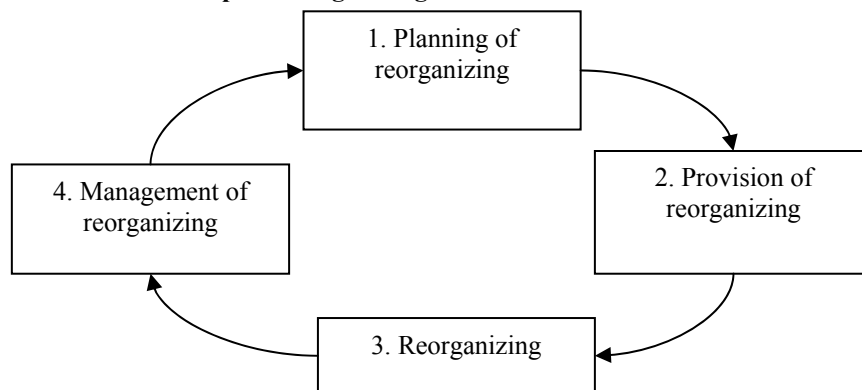 1. Planning of
reorganizing
2. Provision of
reorganizing
4. Management of
reorganizing
3. Reorganizing